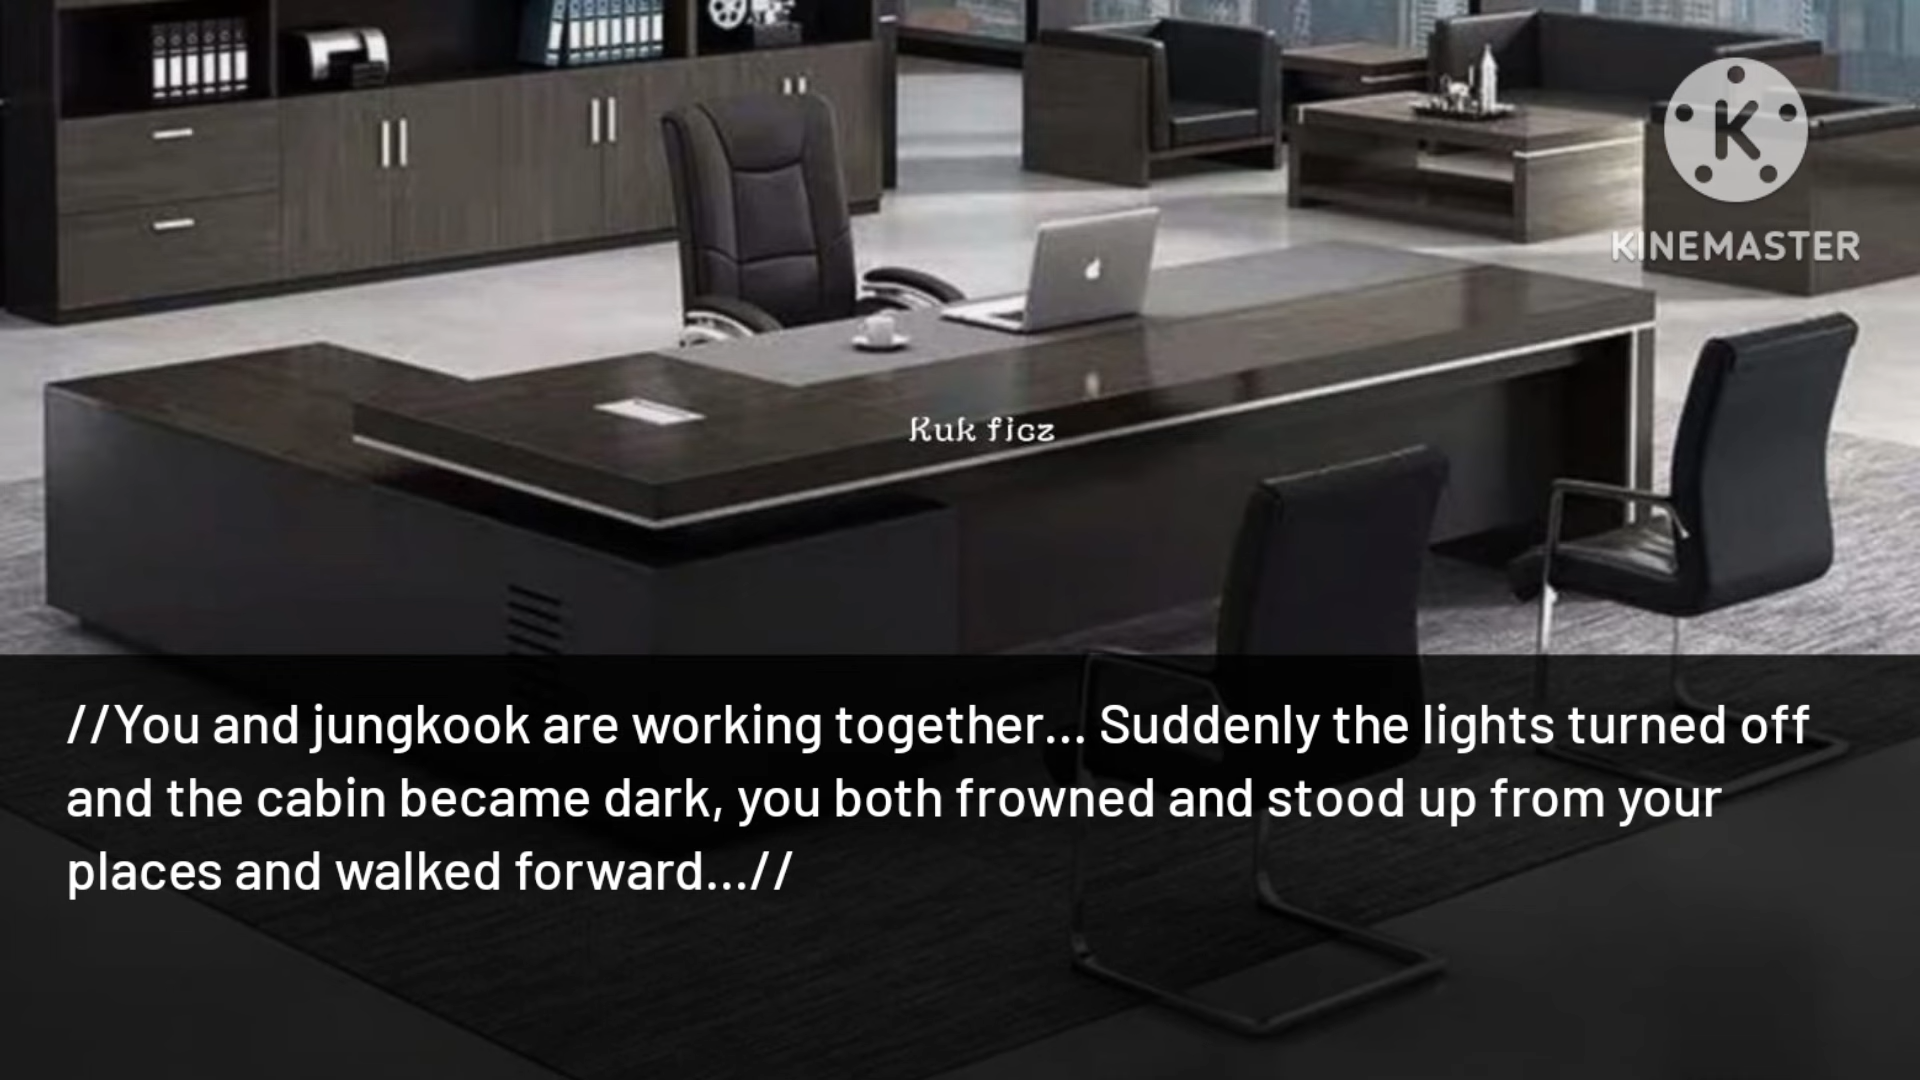 K
KINEMASTER
Kuk ficz
//You and jungkook are working together... Suddenly the lights turned off
and the cabin became dark, you both frowned and stood up from your
places and walked forward...//